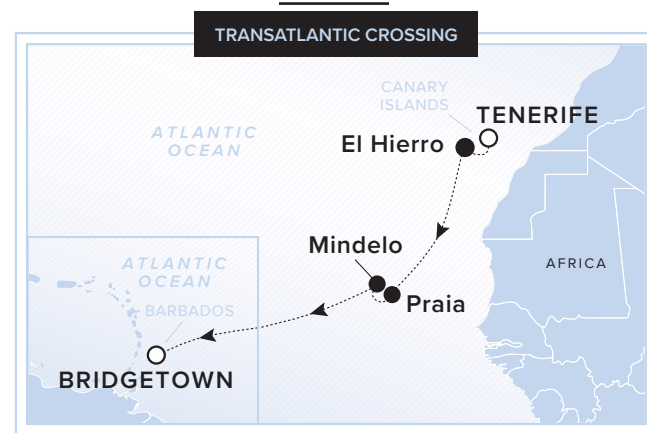 TRANSATLANTIC CROSSING
CANARY
ISLANDS
TENERIFE
ATLANTIC
OCEAN
El Hierro
Mindelo
ATLANTIC
OCEAN
AFRICA
Praia
BARBADOS
BRIDGETOWN